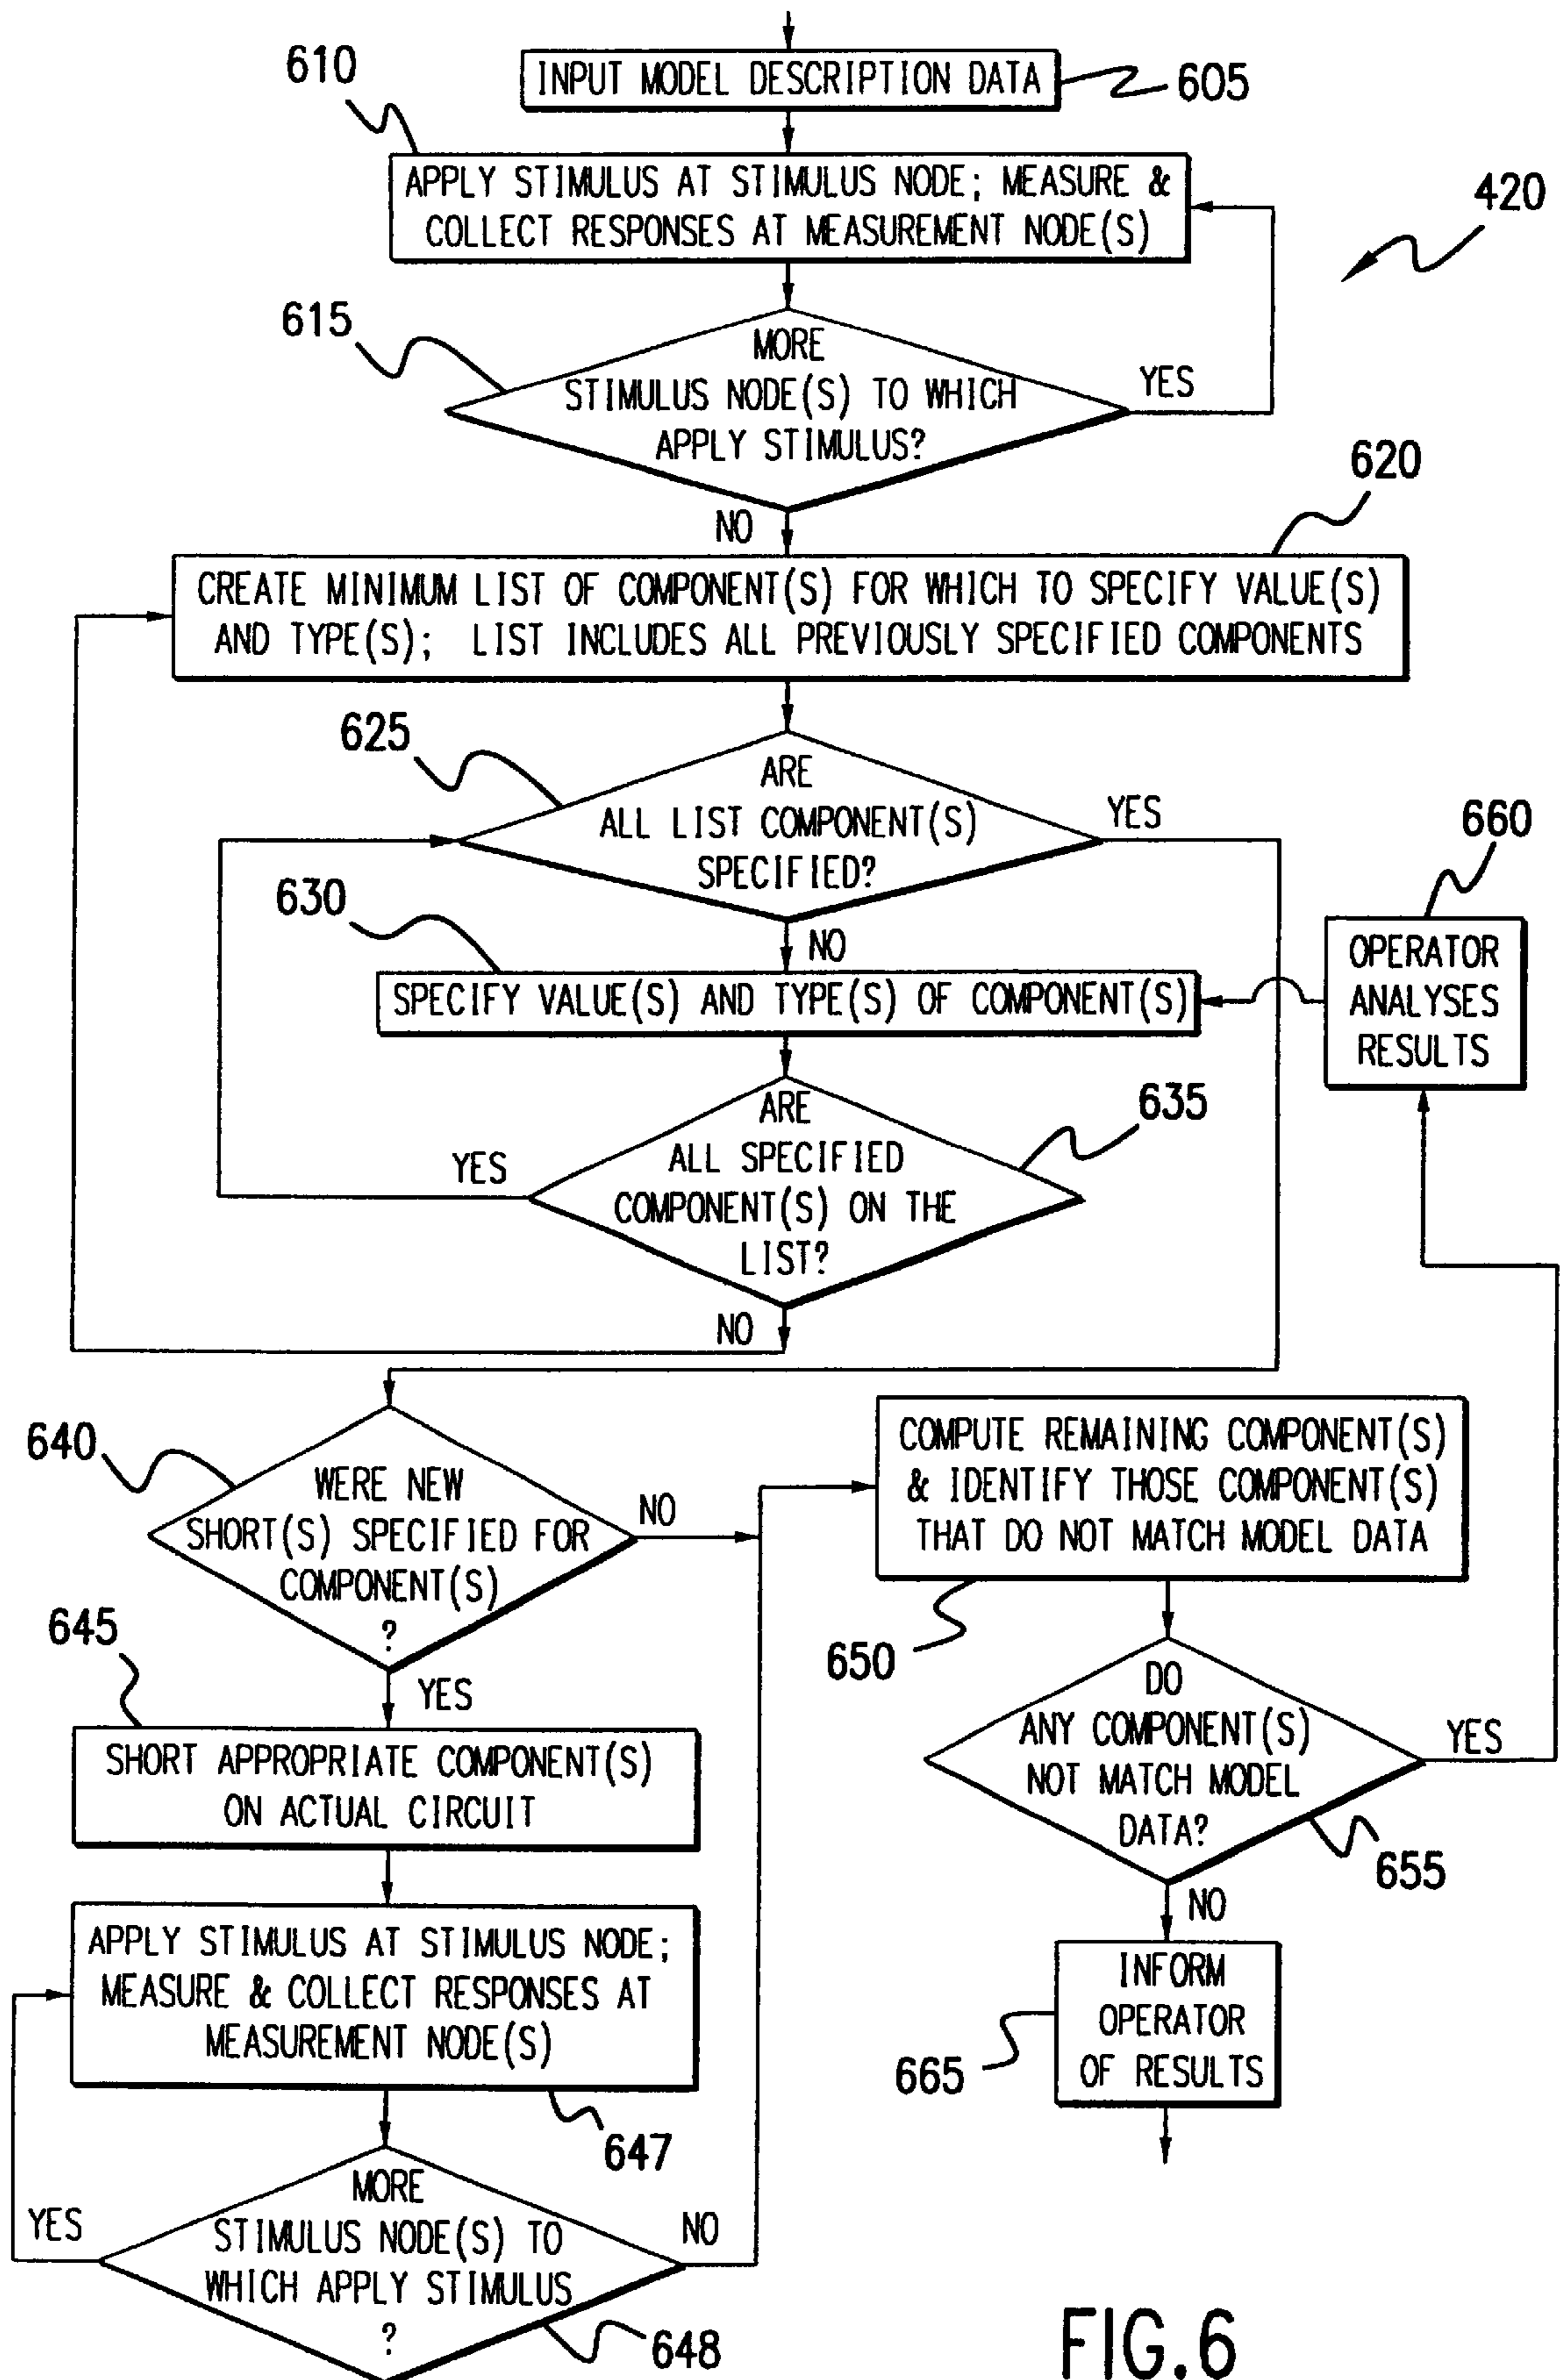 610
INPUT MODEL DESCRIPTION DATA
605
APPLY STIMULUS AT STIMULUS NODE; MEASURE &
COLLECT RESPONSES AT MEASUREMENT NODE(S)
420
615
MORE
STIMULUS NODE(S) TO WHICH
APPLY STIMULUS?
YES
620
NO
CREATE MINIMUM LIST OF COMPONENT(S) FOR WHICH TO SPECIFY VALUE(S)
AND TYPE(S); LIST INCLUDES ALL PREVIOUSLY SPECIFIED COMPONENTS
625
ARE
ALL LIST COMPONENT(S)
SPECIFIED?
YES
660
630
NO
OPERATOR
ANALYSES
RESULTS
SPECIFY VALUE(S) AND TYPE(S) OF COMPONENT(S)
635
ARE
ALL SPECIFIED
COMPONENT(S) ON THE
LIST?
YES
NO
640
WERE NEW
SHORT(S) SPECIFIED FOR
COMPONENT(S)
?
NO
COMPUTE REMAINING COMPONENT(S)
& IDENTIFY THOSE COMPONENT(S)
THAT DO NOT MATCH MODEL DATA
645
YES
650
SHORT APPROPRIATE COMPONENT(S)
ON ACTUAL CIRCUIT
DO
ANY COMPONENT(S)
NOT MATCH MODEL
DATA?
YES
655
NO
APPLY STIMULUS AT STIMULUS NODE;
MEASURE & COLLECT RESPONSES AT
MEASUREMENT NODE(S)
INFORM
OPERATOR
OF RESULTS
665
647
MORE
STIMULUS NODE(S) TO
WHICH APPLY STIMULUS
?
YES
NO
648
FIG.6